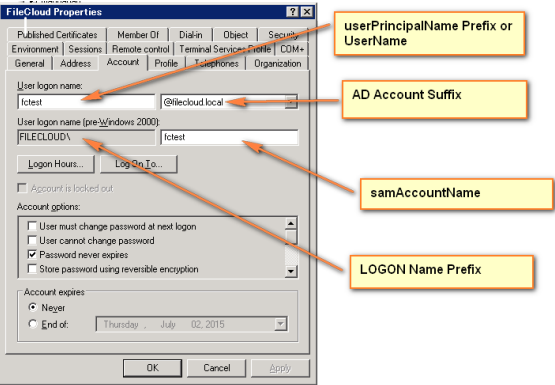 FileCloud Properties
Published Certificates Member Of Dial-in Object Security
Environment Sessions Remote control Terminal Services Profile COM+
General Address Account Profile Telephones Organization
User logon name:
fctest @filecloud.local
User logon name (pre-Windows 2000):
FILECLOUD\ fctest
Logon Hours... Log On To...
Account is locked out
Account options:
User must change password at next logon
User cannot change password
Password never expires
Store password using reversible encryption
Account expires
Never
End of: Thursday , July 02, 2015
OK Cancel Apply
userPrincipalName Prefix or
UserName
AD Account Suffix
samAccountName
LOGON Name Prefix